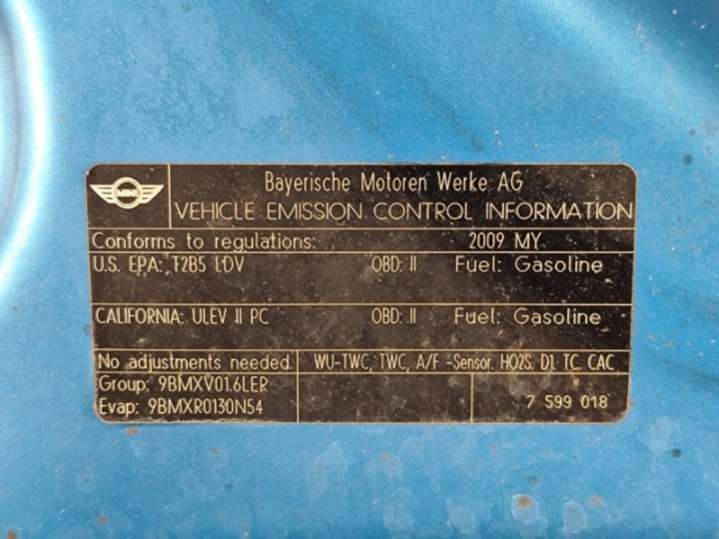 MINI
Bayerische Motoren Werke AG
VEHICLE EMISSION CONTROL INFORMATION
Conforms to regulations: 2009 MY
U.S. EPA: T2B5 LDV OBD: II Fuel: Gasoline
CALIFORNIA: ULEV II PC OBD: II Fuel: Gasoline
No adjustments needed. WU-TWC, TWC, A/F -Sensor. HO2S. DI. TC. CAC
Group: 9BMXV01.6LER
Evap: 9BMXR0130N54 7 599 018